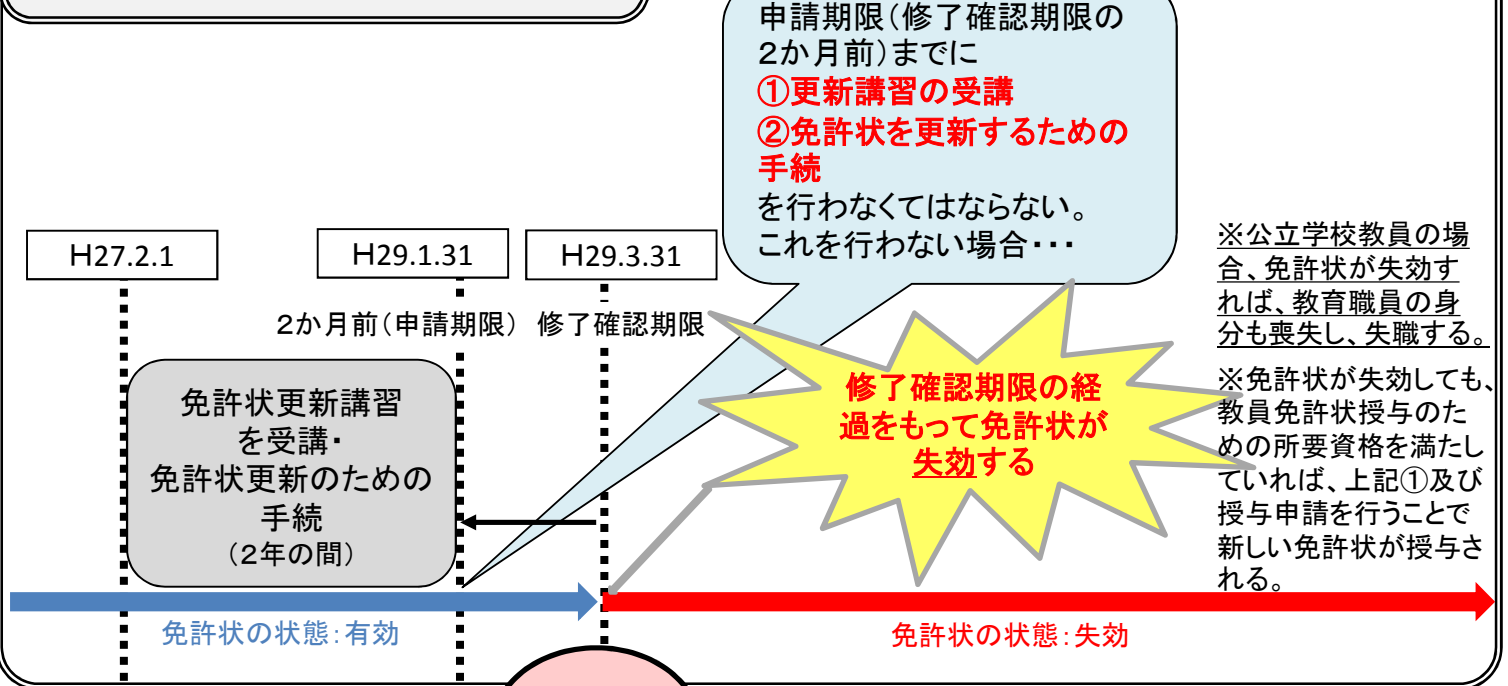 申請期限(修了確認期限の
2か月前)までに
①更新講習の受講
②免許状を更新するための
手続
を行わなくてはならない。
これを行わない場合・・・
H27.2.1
H29.1.31
H29.3.31
2か月前(申請期限)
修了確認期限
免許状更新講習
を受講・
免許状更新のための
手続
(2年の間)
修了確認期限の経
過をもって免許状が
失効する
※公立学校教員の場
合、免許状が失効す
れば、教育職員の身
分も喪失し、失職する。
※免許状が失効しても、
教員免許状授与のた
めの所要資格を満たし
ていれば、上記①及び
授与申請を行うことで
新しい免許状が授与さ
れる。
免許状の状態:有効
免許状の状態:失効